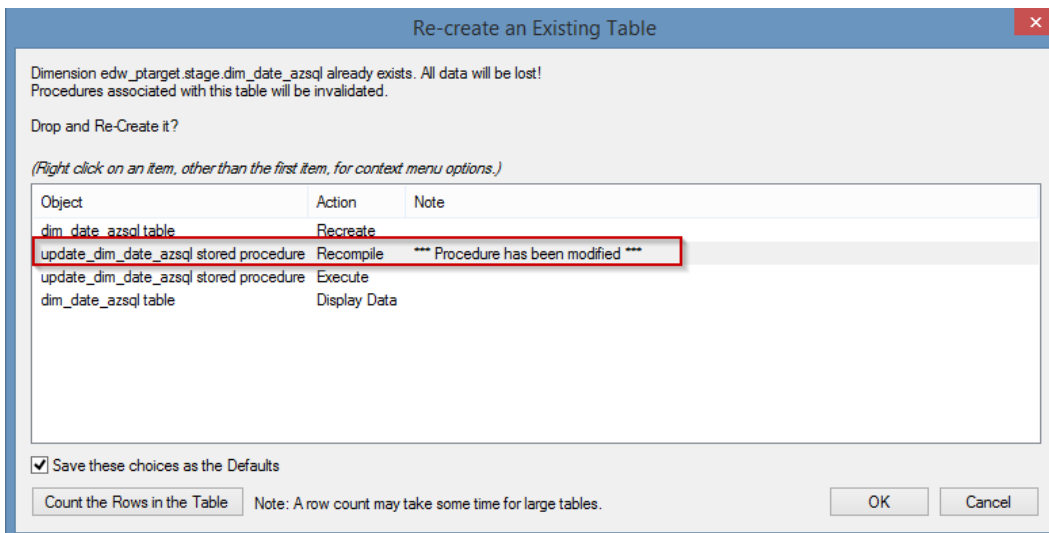 Re-create an Existing Table
Dimension edw_ptarget.stage.dim_date_azsql already exists. All data will be lost!
Procedures associated with this table will be invalidated.
Drop and Re-Create it?
(Right click on an item, other than the first item, for context menu options.)
Object Action Note
dim_date_azsql table Recreate
update_dim_date_azsql stored procedure Recompile *** Procedure has been modified ***
update_dim_date_azsql stored procedure Execute
dim_date_azsql table Display Data
Save these choices as the Defaults
Count the Rows in the Table Note: A row count may take some time for large tables. OK Cancel